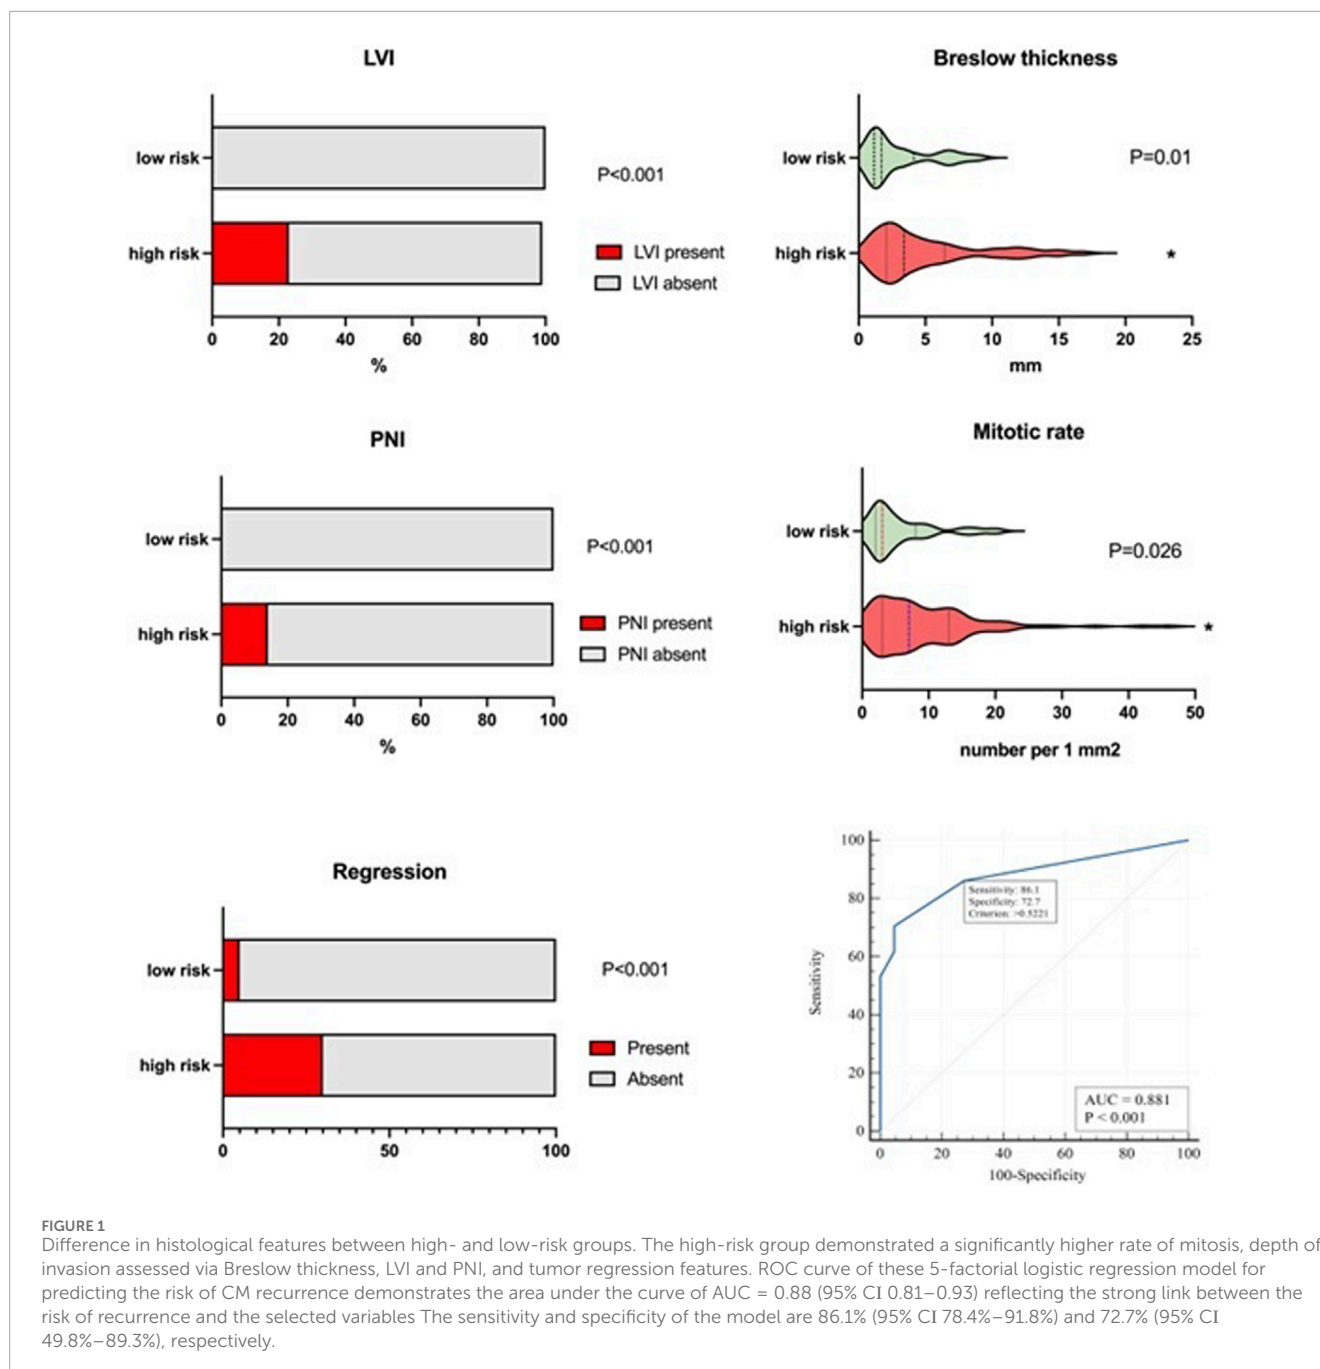 LVI
low risk
high risk
P<0.001
LVI present
LVI absent
0 20 40 60 80 100
%
Breslow thickness
low risk
high risk
P=0.01
*
0 5 10 15 20 25
mm
PNI
low risk
high risk
P<0.001
PNI present
PNI absent
0 20 40 60 80 100
%
Mitotic rate
low risk
high risk
P=0.026
*
0 10 20 30 40 50
number per 1 mm2
Regression
low risk
high risk
P<0.001
Present
Absent
0 50 100
100
80
60
40
20
0
Sensitivity
Sensitivity: 86.1
Specificity: 72.7
Criterion: >0.5221
AUC = 0.881
P < 0.001
0 20 40 60 80 100
100-Specificity
FIGURE 1
Difference in histological features between high- and low-risk groups. The high-risk group demonstrated a significantly higher rate of mitosis, depth of
invasion assessed via Breslow thickness, LVI and PNI, and tumor regression features. ROC curve of these 5-factorial logistic regression model for
predicting the risk of CM recurrence demonstrates the area under the curve of AUC = 0.88 (95% CI 0.81–0.93) reflecting the strong link between the
risk of recurrence and the selected variables The sensitivity and specificity of the model are 86.1% (95% CI 78.4%–91.8%) and 72.7% (95% CI
49.8%–89.3%), respectively.